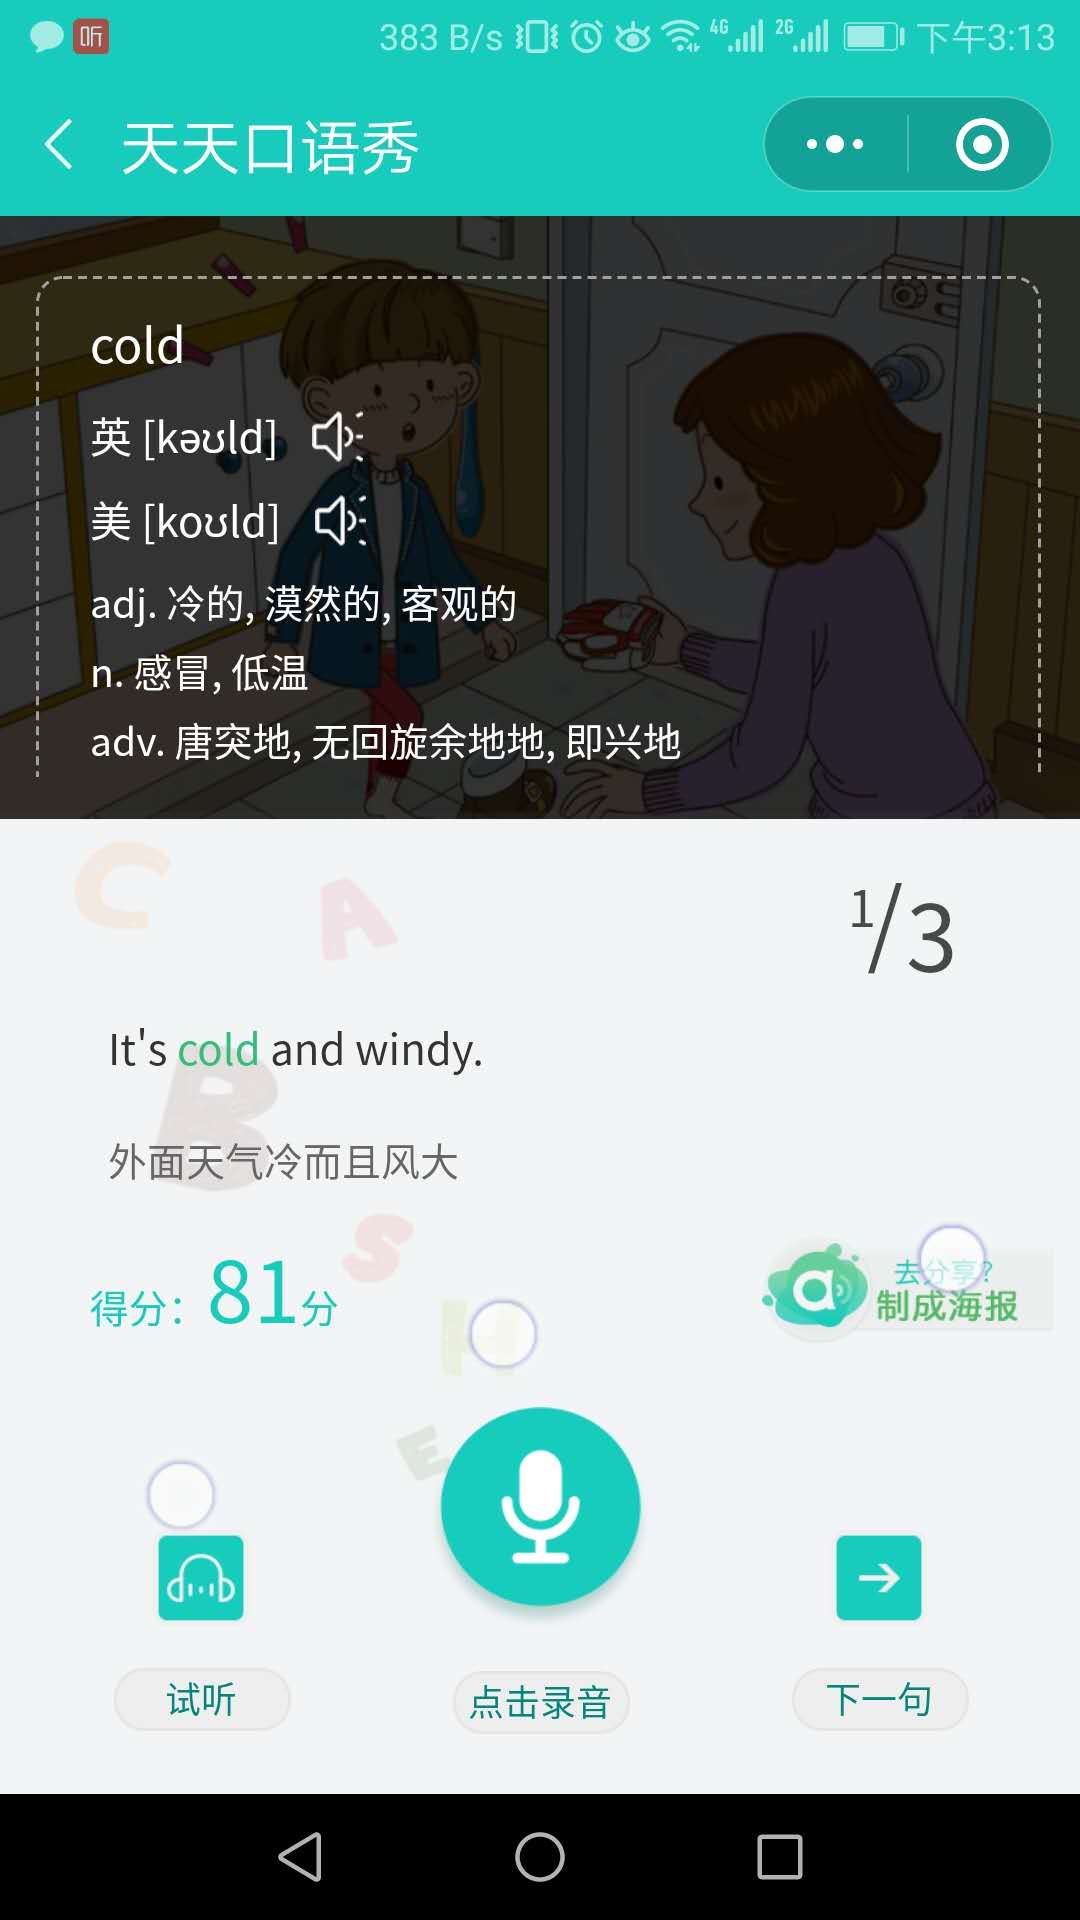 听 383 B/s 4G 2G 下午3:13
天天口语秀
cold
英 [kəʊld]
美 [koʊld]
adj. 冷的, 漠然的, 客观的
n. 感冒, 低温
adv. 唐突地, 无回旋余地地, 即兴地
C
A
1/3
It's cold and windy.
B
外面天气冷而且风大
S
得分: 81分
去分享?
制成海报
H
E
试听
点击录音
下一句